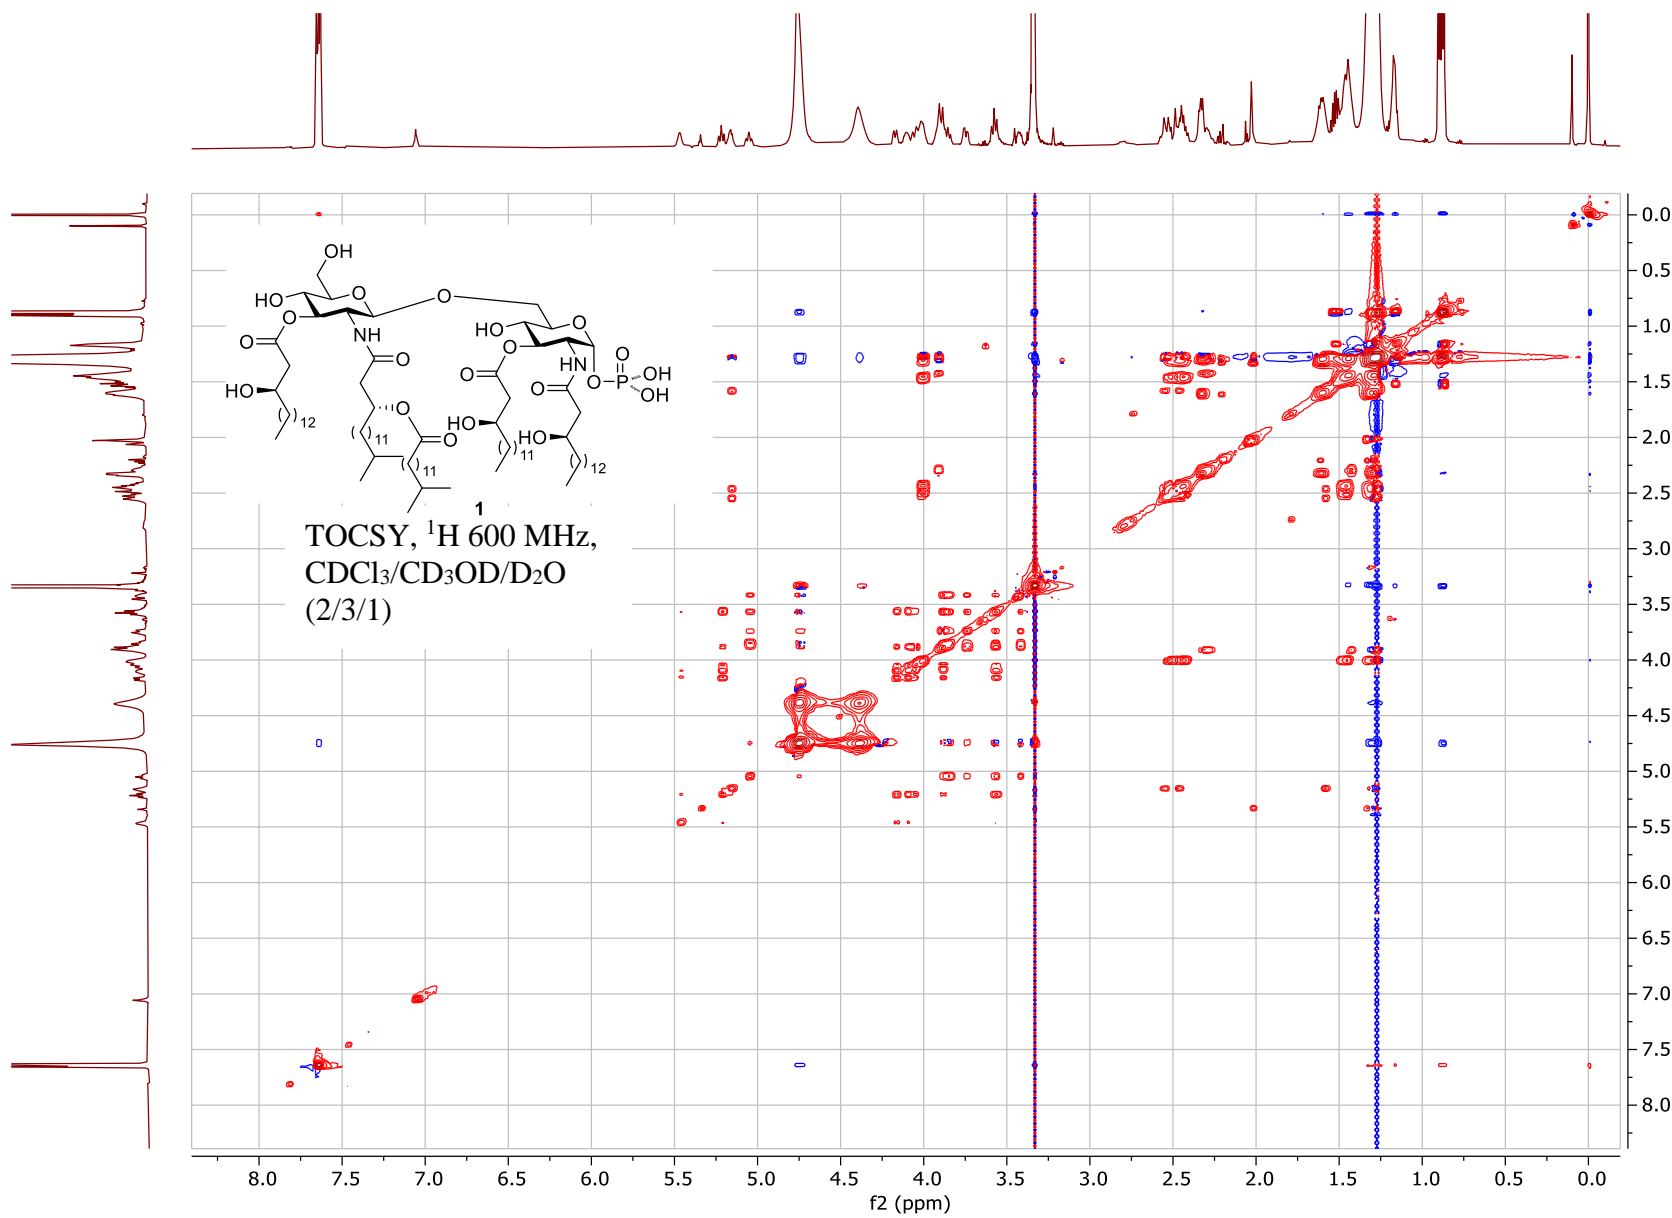 OH
HO
O
O
O
O
NH
O
OH
O
HO
O
O
NH
O
O
P
O
OH
OH
O
O
HO
12
11
O
O
11
HO
11
HO
12
1
TOCSY, ¹H 600 MHz,
CDCl₃/CD₃OD/D₂O
(2/3/1)
0.0
0.5
1.0
1.5
2.0
2.5
3.0
3.5
4.0
4.5
5.0
5.5
6.0
6.5
7.0
7.5
8.0
8.0 7.5 7.0 6.5 6.0 5.5 5.0 4.5 4.0 3.5 3.0 2.5 2.0 1.5 1.0 0.5 0.0
f2 (ppm)